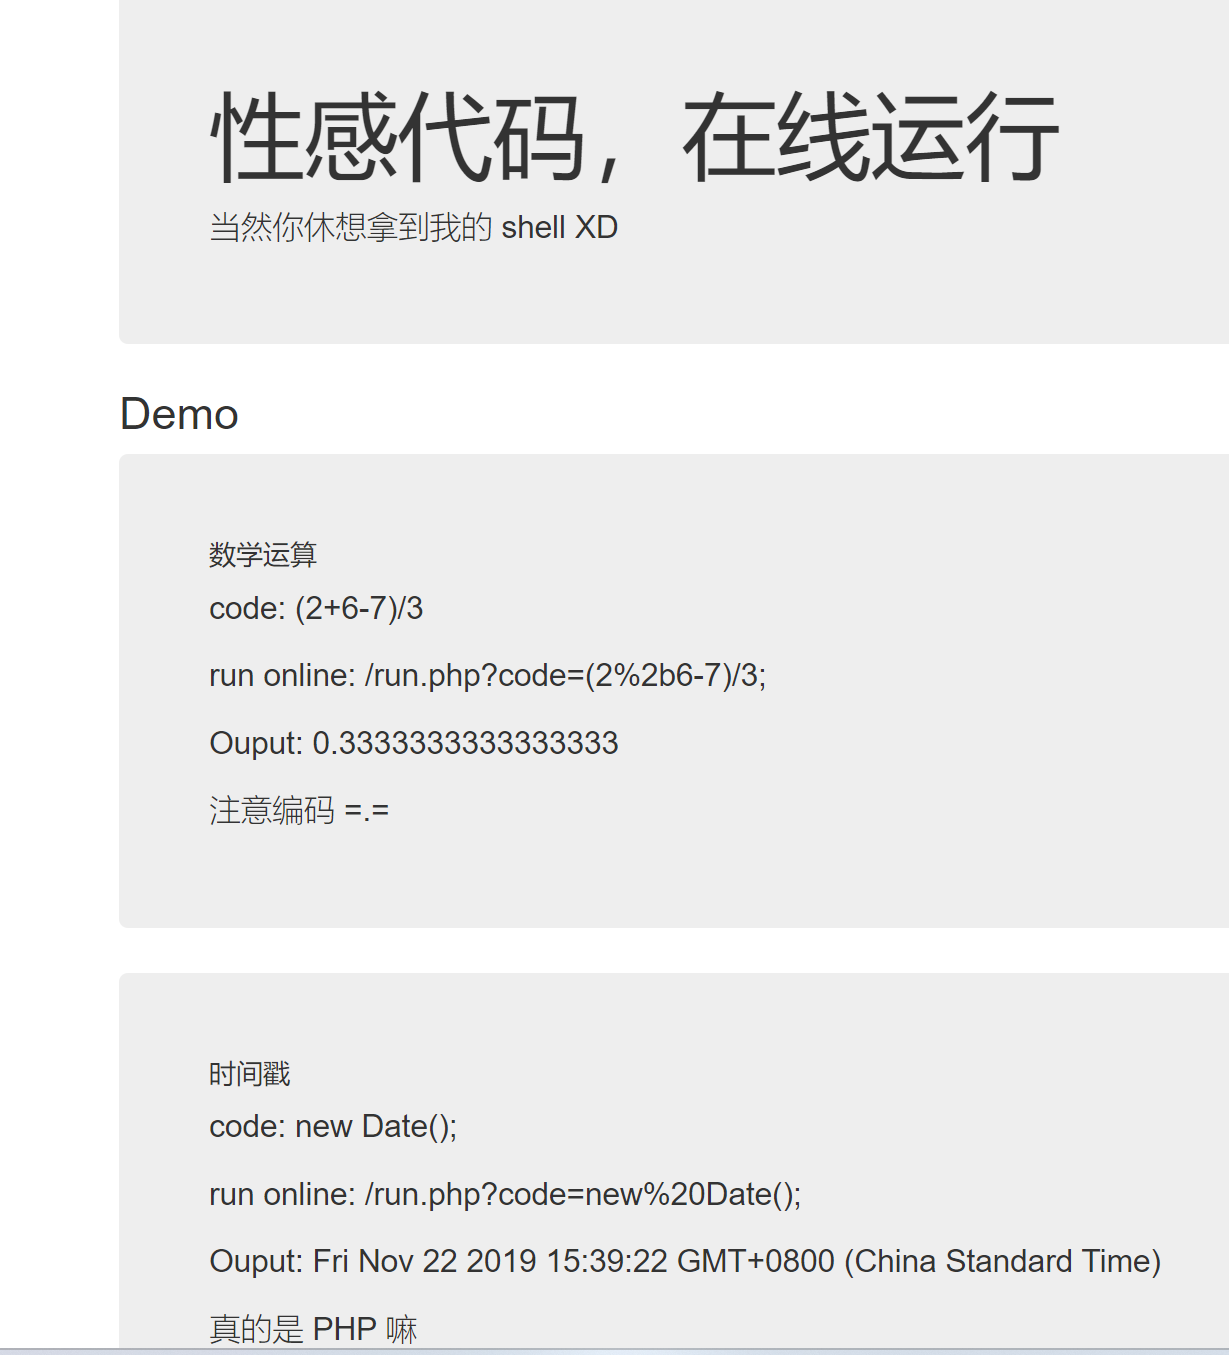 性感代码，在线运行
当然你休想拿到我的 shell XD
Demo
数学运算
code: (2+6-7)/3
run online: /run.php?code=(2%2b6-7)/3;
Ouput: 0.3333333333333333
注意编码 =.=
时间戳
code: new Date();
run online: /run.php?code=new%20Date();
Ouput: Fri Nov 22 2019 15:39:22 GMT+0800 (China Standard Time)
真的是 PHP 嘛